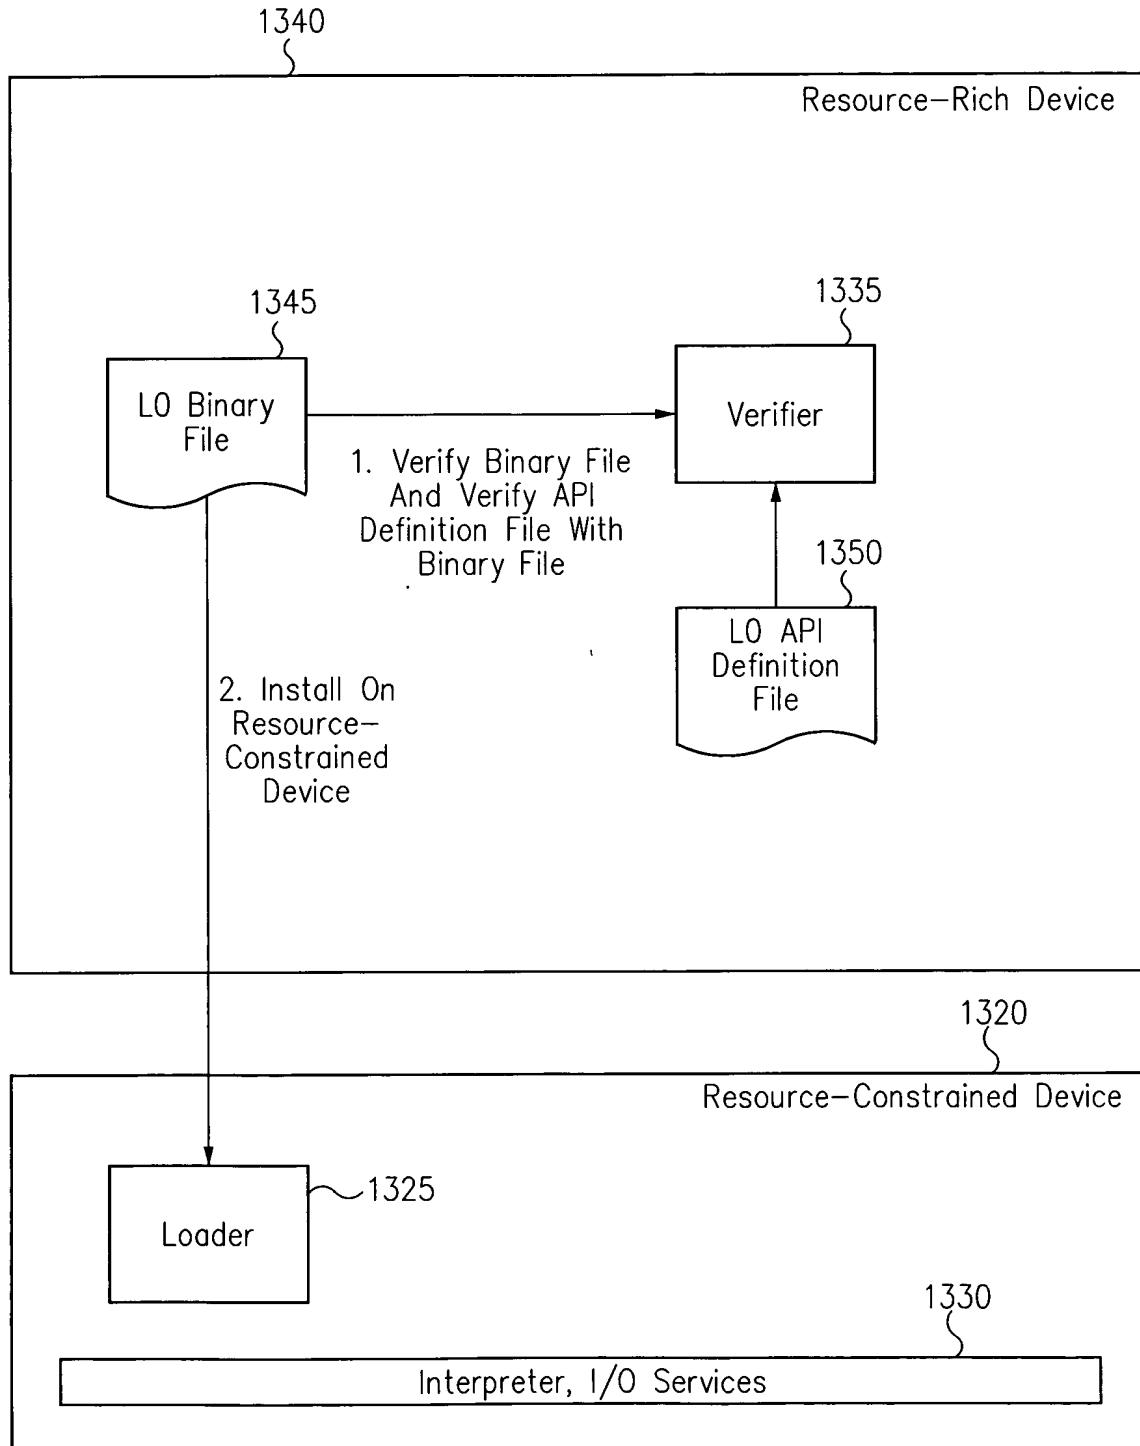 1340
Resource-Rich Device
1345
1335
L0 Binary
File
Verifier
1. Verify Binary File
And Verify API
Definition File With
Binary File
1350
L0 API
Definition
File
2. Install On
Resource-
Constrained
Device
1320
Resource-Constrained Device
1325
Loader
1330
Interpreter, I/O Services